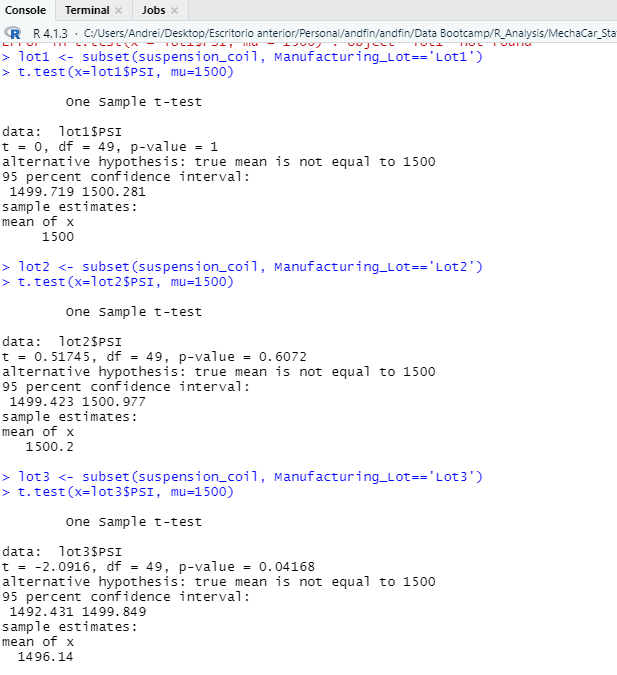 Console Terminal × Jobs ×
R R 4.1.3 · C:/Users/Andrei/Desktop/Escritorio anterior/Personal/andfin/andfin/Data Bootcamp/R_Analysis/MechaCar_Sta
> lot1 <- subset(suspension_coil, Manufacturing_Lot=='Lot1')
> t.test(x=lot1$PSI, mu=1500)
One Sample t-test
data:  lot1$PSI
t = 0, df = 49, p-value = 1
alternative hypothesis: true mean is not equal to 1500
95 percent confidence interval:
1499.719 1500.281
sample estimates:
mean of x
1500
> lot2 <- subset(suspension_coil, Manufacturing_Lot=='Lot2')
> t.test(x=lot2$PSI, mu=1500)
One Sample t-test
data:  lot2$PSI
t = 0.51745, df = 49, p-value = 0.6072
alternative hypothesis: true mean is not equal to 1500
95 percent confidence interval:
1499.423 1500.977
sample estimates:
mean of x
1500.2
> lot3 <- subset(suspension_coil, Manufacturing_Lot=='Lot3')
> t.test(x=lot3$PSI, mu=1500)
One Sample t-test
data:  lot3$PSI
t = -2.0916, df = 49, p-value = 0.04168
alternative hypothesis: true mean is not equal to 1500
95 percent confidence interval:
1492.431 1499.849
sample estimates:
mean of x
1496.14